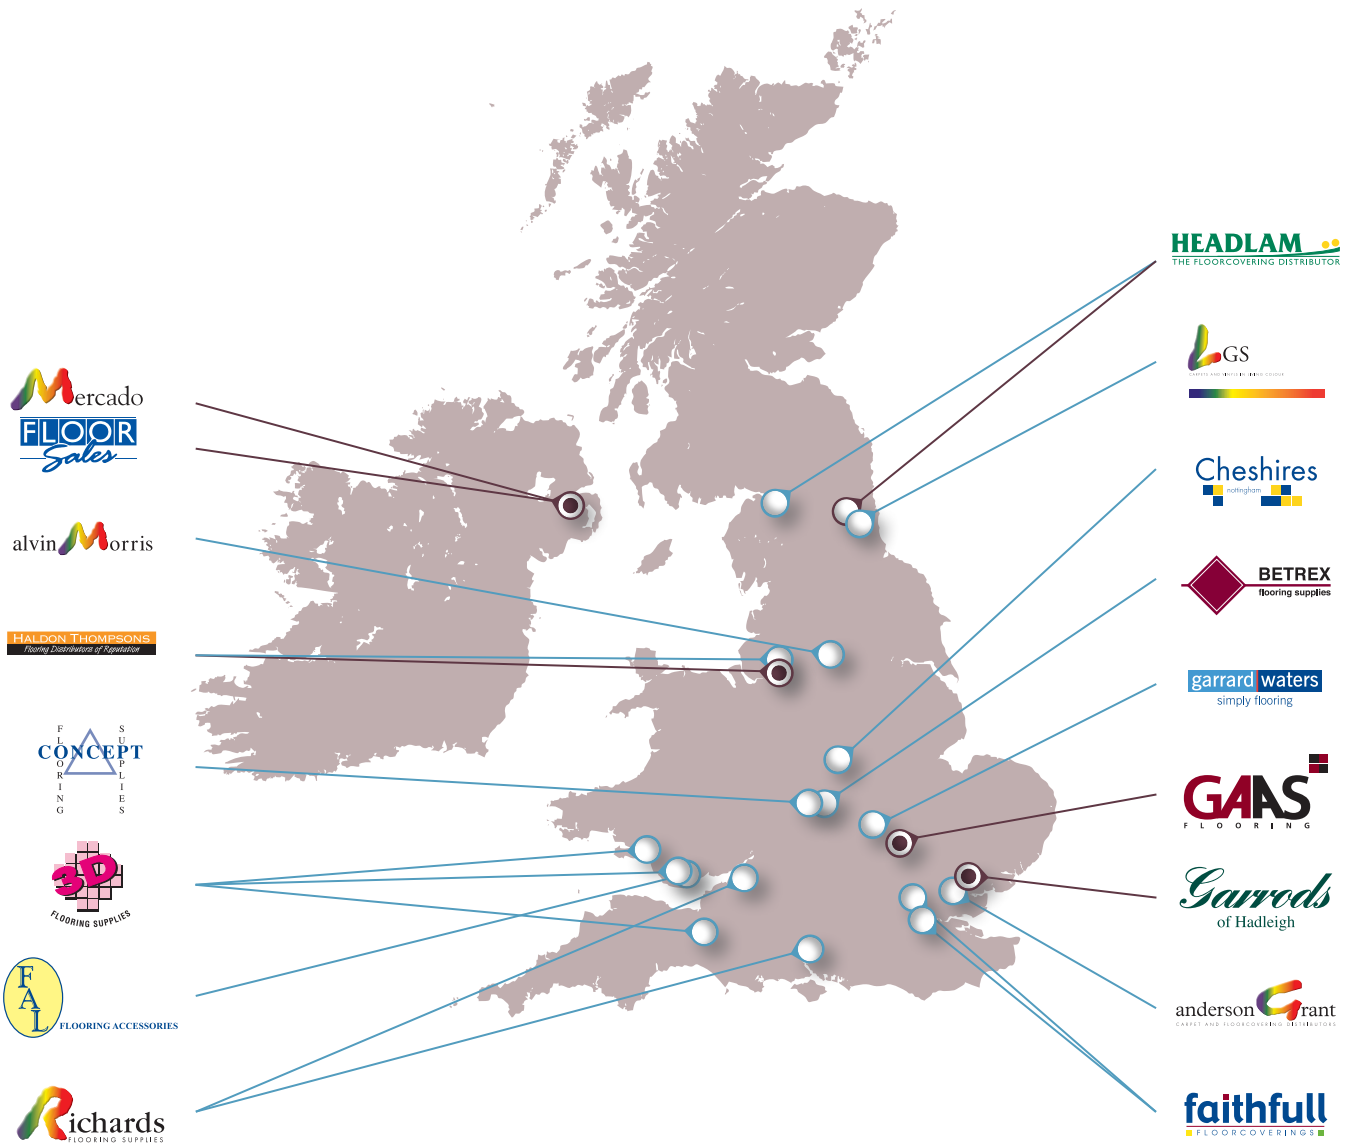 Mercado
FLOOR
Sales
alvin Morris
HALDON THOMPSONS
Flooring Distributors of Reputation
FLOORING
CONCEPT
SUPPLIES
3D
FLOORING SUPPLIES
FAL
FLOORING ACCESSORIES
Richards
FLOORING SUPPLIES
HEADLAM
THE FLOORCOVERING DISTRIBUTOR
LGS
Cheshires
nottingham
BETREX
flooring supplies
garrard waters
simply flooring
GAAS
FLOORING
Garrods
of Hadleigh
anderson Grant
CARPET AND FLOORCOVERING DISTRIBUTORS
faithfull
FLOORCOVERINGS